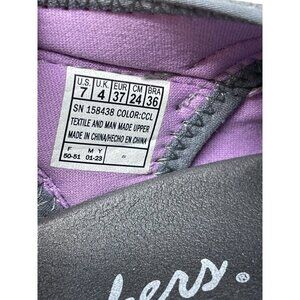 U.S. U.K. EUR CM BRA
7 4 37 24 36
SN 158438 COLOR:CCL
TEXTILE AND MAN MADE UPPER
MADE IN CHINA/HECHO EN CHINA
F M Y
50-51 01-23